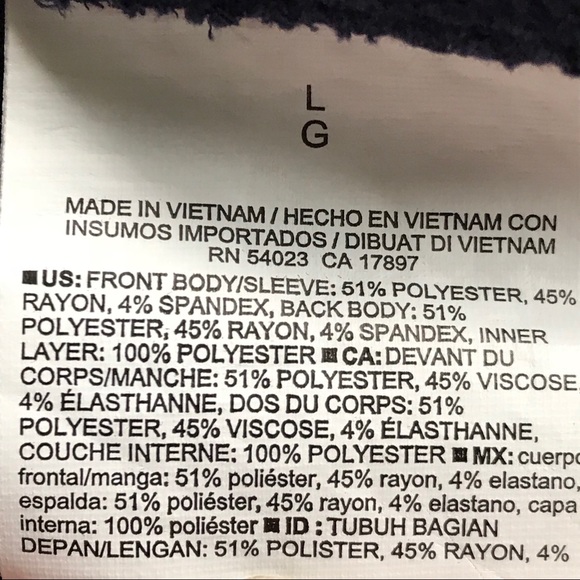 L
G
MADE IN VIETNAM / HECHO EN VIETNAM CON
INSUMOS IMPORTADOS / DIBUAT DI VIETNAM
RN 54023 CA 17897
US: FRONT BODY/SLEEVE: 51% POLYESTER, 45%
RAYON, 4% SPANDEX, BACK BODY: 51%
POLYESTER, 45% RAYON, 4% SPANDEX, INNER
LAYER: 100% POLYESTER CA: DEVANT DU
CORPS/MANCHE: 51% POLYESTER, 45% VISCOSE
4% ÉLASTHANNE, DOS DU CORPS: 51%
POLYESTER, 45% VISCOSE, 4% ÉLASTHANNE,
COUCHE INTERNE: 100% POLYESTER MX: cuerpo
frontal/manga: 51% poliéster, 45% rayon, 4% elastano,
espalda: 51% poliéster, 45% rayon, 4% elastano, capa
interna: 100% poliéster ID : TUBUH BAGIAN
DEPAN/LENGAN: 51% POLISTER, 45% RAYON, 4%